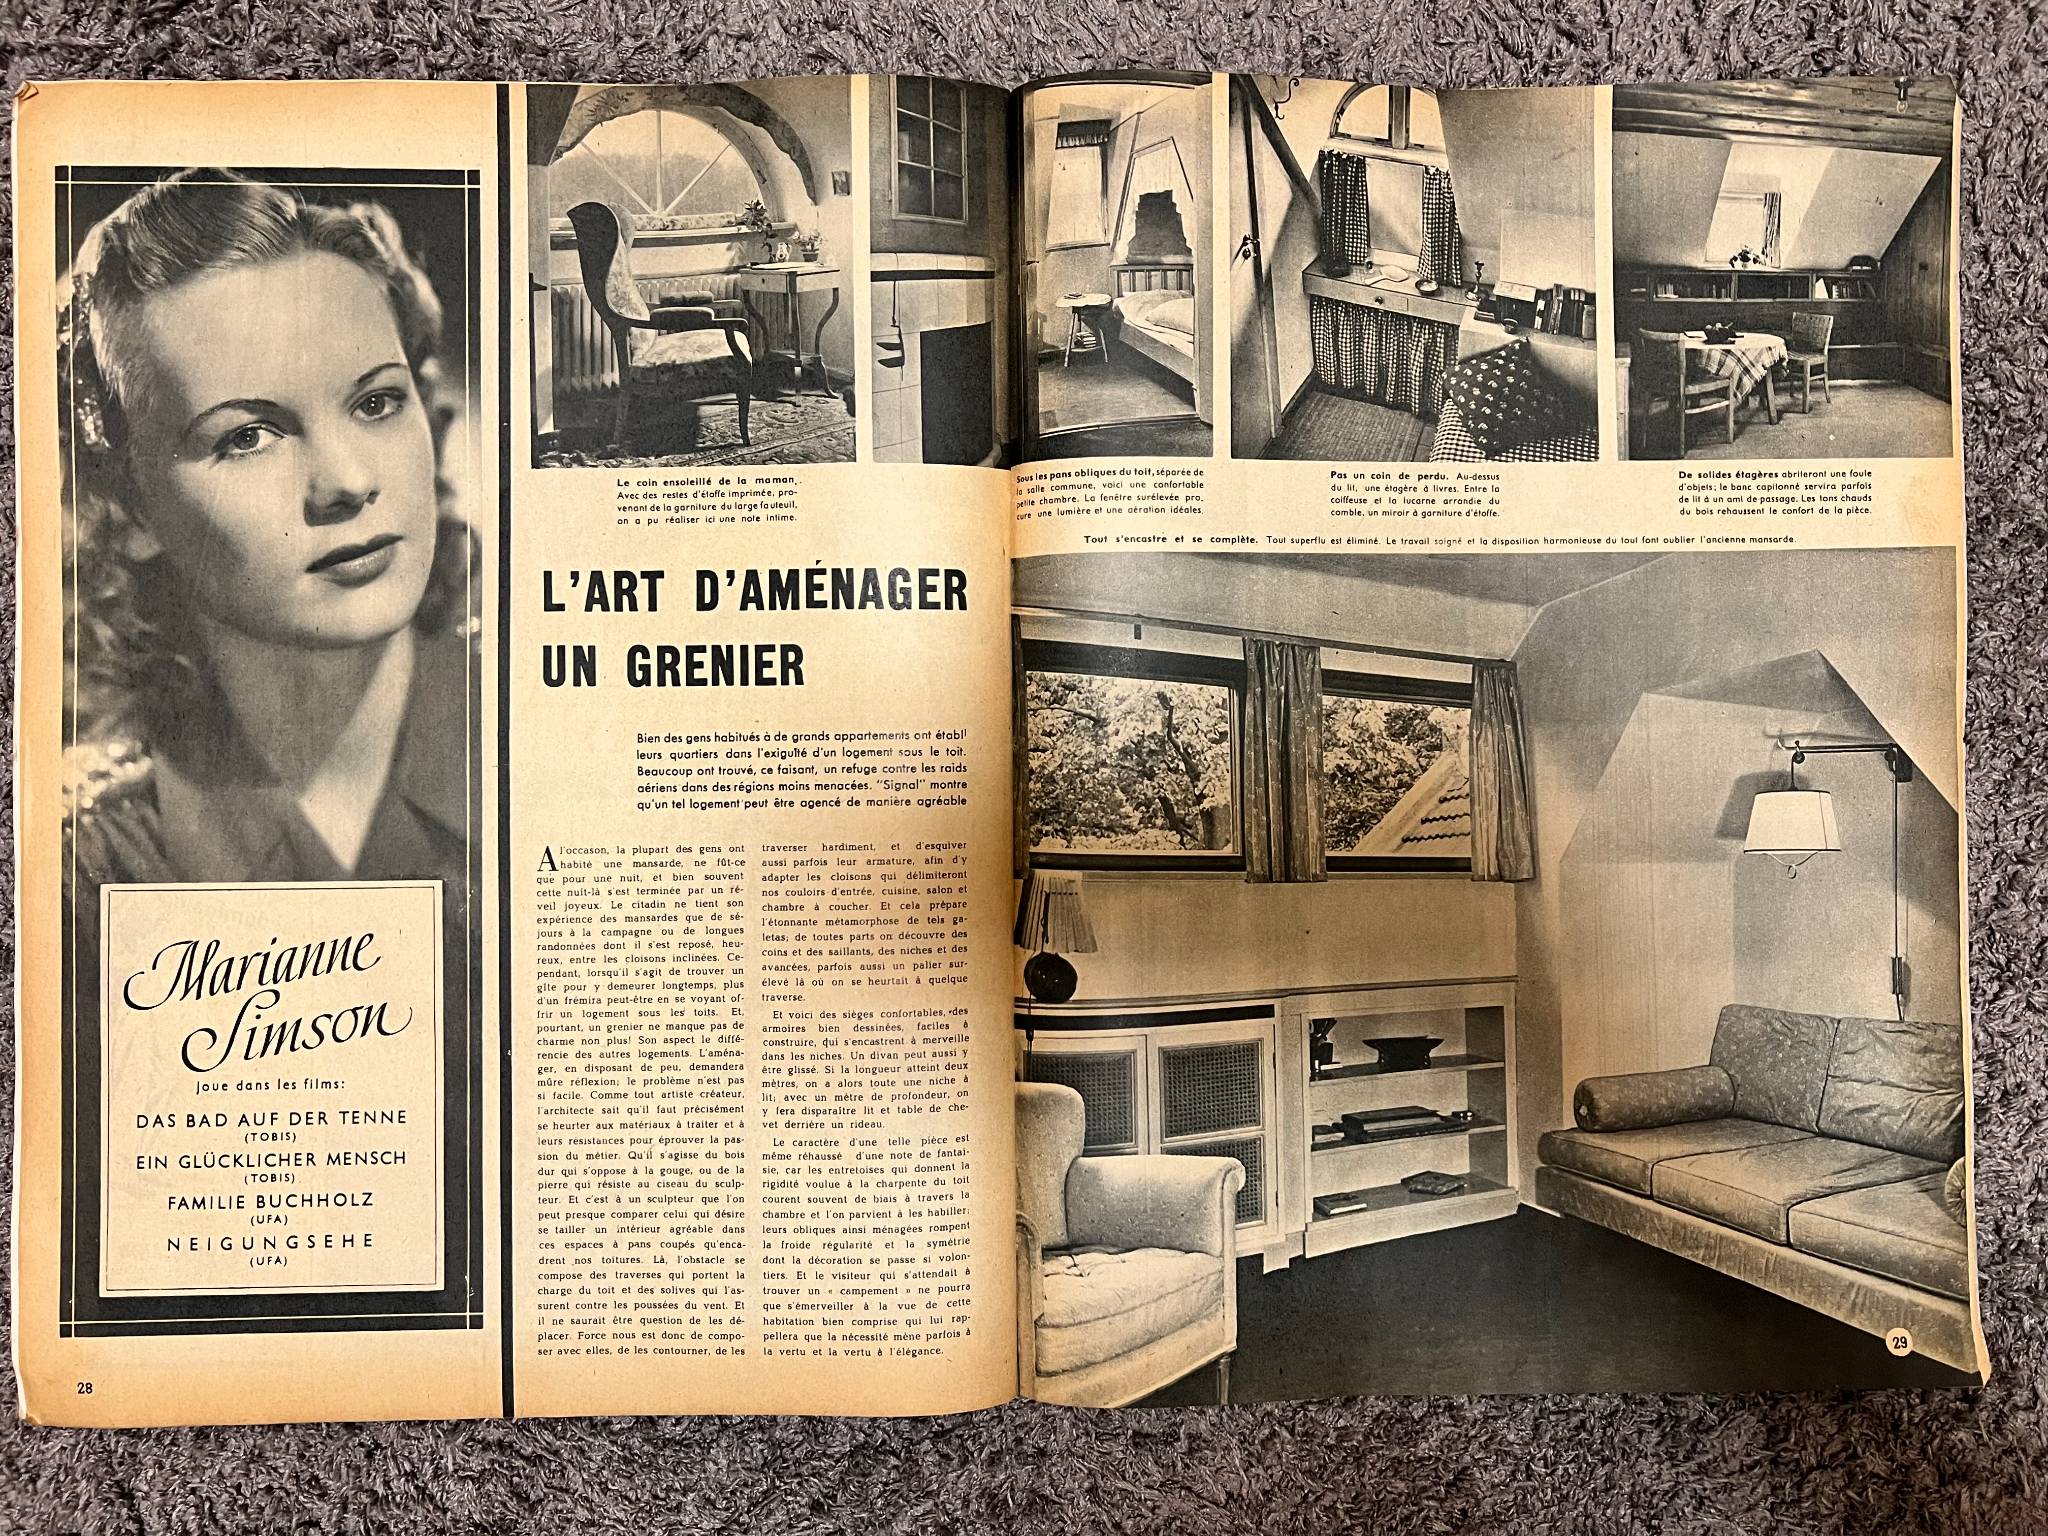 Marianne
Simson
joue dans les films:
DAS BAD AUF DER TENNE
(TOBIS)
EIN GLÜCKLICHER MENSCH
(TOBIS)
FAMILIE BUCHHOLZ
(UFA)
NEIGUNGSEHE
(UFA)
28
Le coin ensoleillé de la maman.
Avec des restes d'étoffe imprimée, pro-
venant de la garniture du large fauteuil,
on a pu réaliser ici une note intime.
L'ART D'AMÉNAGER
UN GRENIER
Bien des gens habitués à de grands appartements ont établi
leurs quartiers dans l'exiguïté d'un logement sous le toit.
Beaucoup ont trouvé, ce faisant, un refuge contre les raids
aériens dans des régions moins menacées. "Signal" montre
qu'un tel logement peut être agencé de manière agréable
A l'occason, la plupart des gens ont
habité une mansarde, ne fût-ce
que pour une nuit, et bien souvent
cette nuit-là s'est terminée par un ré-
veil joyeux. Le citadin ne tient son
expérience des mansardes que de sé-
jours à la campagne ou de longues
randonnées dont il s'est reposé, heu-
reux, entre les cloisons inclinées. Ce-
pendant, lorsqu'il s'agit de trouver un
gîte pour y demeurer longtemps, plus
d'un frémira peut-être en se voyant of-
frir un logement sous les toits. Et,
pourtant, un grenier ne manque pas de
charme non plus! Son aspect le diffé-
rencie des autres logements. L'aména-
ger, en disposant de peu, demandera
mûre réflexion; le problème n'est pas
si facile. Comme tout artiste créateur,
l'architecte sait qu'il faut précisément
se heurter aux matériaux à traiter et à
leurs résistances pour éprouver la pas-
sion du métier. Qu'il s'agisse du bois
dur qui s'oppose à la gouge, ou de la
pierre qui résiste au ciseau du sculp-
teur. Et c'est à un sculpteur que l'on
peut presque comparer celui qui désire
se tailler un intérieur agréable dans
ces espaces à pans coupés qu'enca-
drent nos toitures. Là, l'obstacle se
compose des traverses qui portent la
charge du toit et des solives qui l'as-
surent contre les poussées du vent. Et
il ne saurait être question de les dé-
placer. Force nous est donc de compo-
ser avec elles, de les contourner, de les
traverser hardiment, et d'esquiver
aussi parfois leur armature, afin d'y
adapter les cloisons qui délimiteront
nos couloirs d'entrée, cuisine, salon et
chambre à coucher. Et cela prépare
l'étonnante métamorphose de tels ga-
letas; de toutes parts on découvre des
coins et des saillants, des niches et des
avancées, parfois aussi un palier sur-
élevé là où on se heurtait à quelque
traverse.
Et voici des sièges confortables, des
armoires bien dessinées, faciles à
construire, qui s'encastrent à merveille
dans les niches. Un divan peut aussi y
être glissé. Si la longueur atteint deux
mètres, on a alors toute une niche à
lit; avec un mètre de profondeur, on
y fera disparaître lit et table de che-
vet derrière un rideau.
Le caractère d'une telle pièce est
même réhaussé d'une note de fantai-
sie, car les entretoises qui donnent la
rigidité voulue à la charpente du toit
courent souvent de biais à travers la
chambre et l'on parvient à les habiller;
leurs obliques ainsi ménagées rompent
la froide régularité et la symétrie
dont la décoration se passe si volon-
tiers. Et le visiteur qui s'attendait à
trouver un « campement » ne pourra
que s'émerveiller à la vue de cette
habitation bien comprise qui lui rap-
pellera que la nécessité mène parfois à
la vertu et la vertu à l'élégance.
Sous les pans obliques du toit, séparée de
la salle commune, voici une confortable
petite chambre. La fenêtre surélevée pro-
cure une lumière et une aération idéales.
Pas un coin de perdu. Au-dessus
du lit, une étagère à livres. Entre la
coiffeuse et la lucarne arrondie du
comble, un miroir à garniture d'étoffe.
De solides étagères abriteront une foule
d'objets; le banc capitonné servira parfois
de lit à un ami de passage. Les tons chauds
du bois rehaussent le confort de la pièce.
Tout s'encastre et se complète. Tout superflu est éliminé. Le travail soigné et la disposition harmonieuse du tout font oublier l'ancienne mansarde.
29